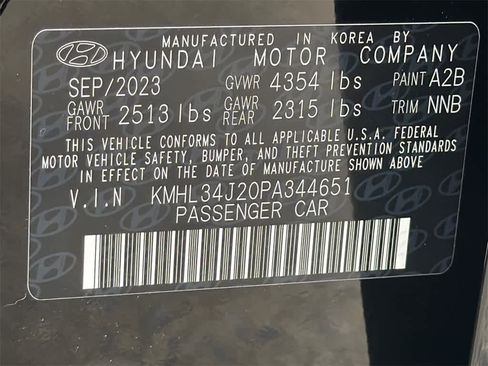 MANUFACTURED IN KOREA BY
HYUNDAI MOTOR COMPANY
SEP/2023 GVWR 4354 lbs PAINT A2B
GAWR FRONT 2513 lbs GAWR REAR 2315 lbs TRIM NNB
THIS VEHICLE CONFORMS TO ALL APPLICABLE U.S.A. FEDERAL
MOTOR VEHICLE SAFETY, BUMPER, AND THEFT PREVENTION STANDARDS
IN EFFECT ON THE DATE OF MANUFACTURE SHOWN ABOVE
V.I.N KMHL34J20PA344651
PASSENGER CAR